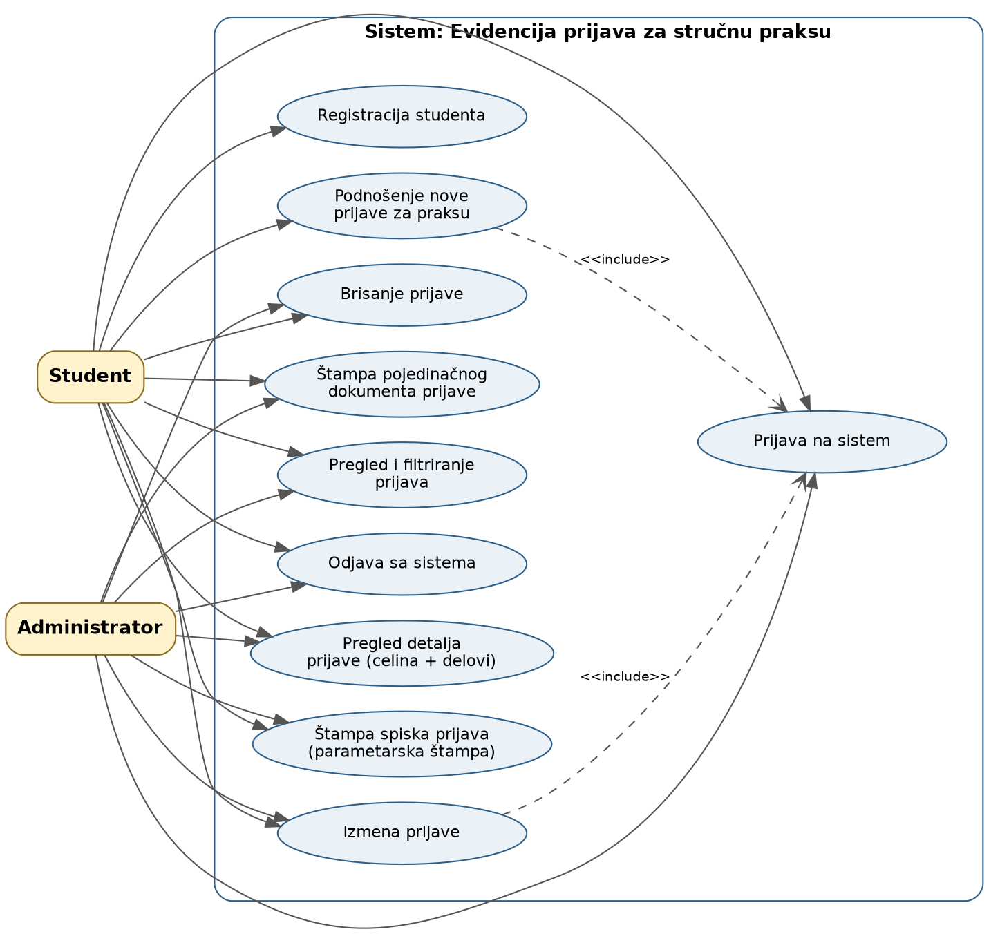 Sistem: Evidencija prijava za stručnu praksu
Registracija studenta
Podnošenje nove
prijave za praksu
<<include>>
Brisanje prijave
Student
Štampa pojedinačnog
dokumenta prijave
Prijava na sistem
Pregled i filtriranje
prijava
Odjava sa sistema
Administrator
Pregled detalja
prijave (celina + delovi)
<<include>>
Štampa spiska prijava
(parametarska štampa)
Izmena prijave